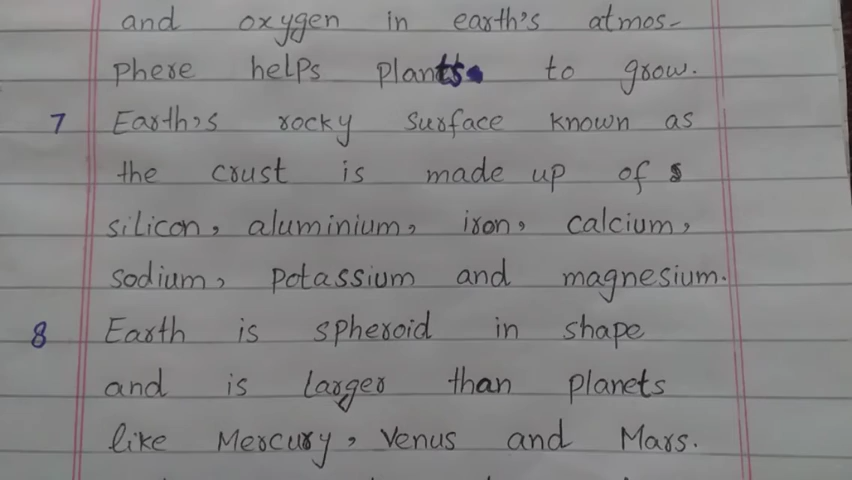 and oxygen in earth's atmos-
phere helps plants to grow.
7 Earth's rocky surface known as
the crust is made up of s
silicon, aluminium, iron, calcium,
sodium, potassium and magnesium.
8 Earth is spheroid in shape
and is larger than planets
like Mercury, Venus and Mars.